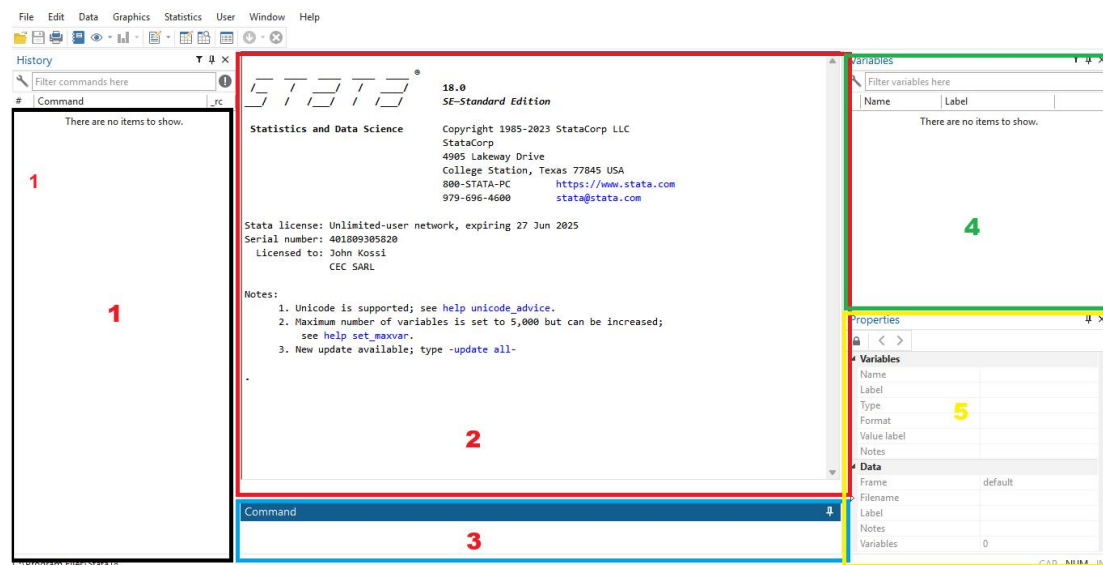 File Edit Data Graphics Statistics User Window Help
History
Filter commands here
# Command _rc
There are no items to show.
1
1
stata ®
18.0
SE—Standard Edition
Statistics and Data Science
Copyright 1985-2023 StataCorp LLC
StataCorp
4905 Lakeway Drive
College Station, Texas 77845 USA
800-STATA-PC https://www.stata.com
979-696-4600 stata@stata.com
Stata license: Unlimited-user network, expiring 27 Jun 2025
Serial number: 401809305820
Licensed to: John Kossi
CEC SARL
Notes:
1. Unicode is supported; see help unicode_advice.
2. Maximum number of variables is set to 5,000 but can be increased;
see help set_maxvar.
3. New update available; type -update all-
.
2
Command
3
Variables
Filter variables here
Name Label
There are no items to show.
4
Properties
Variables
Name
Label
Type
Format
Value label
Notes
5
Data
Frame default
Filename
Label
Notes
Variables 0
C:\Program Files\Stata18
CAP NUM